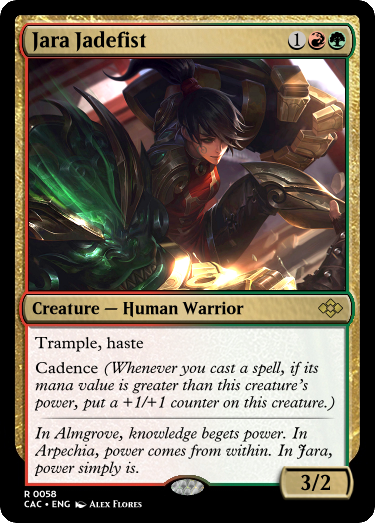 Jara Jadefist 1
Creature — Human Warrior
Trample, haste
Cadence (Whenever you cast a spell, if its
mana value is greater than this creature's
power, put a +1/+1 counter on this creature.)
In Almgrove, knowledge begets power. In
Arpechia, power comes from within. In Jara,
power simply is.
3/2
R 0058
CAC • ENG Alex Flores